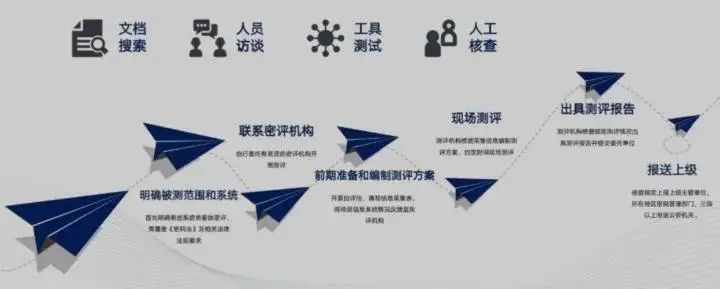 文档
搜索
人员
访谈
工具
测试
人工
核查
明确被测范围和系统
首先明确哪些系统需要做密评，
需覆盖《密码法》及相关法律
法规要求
联系密评机构
自行委托有资质的密评机构开
展测评
前期准备和编制测评方案
开展自评估、填写信息采集表，
将待测信息系统情况反馈至测
评机构
现场测评
测评机构根据采集信息编制测
评方案，约定时间现场测评
出具测评报告
测评机构根据现场测评情况出
具测评报告并提交委托单位
报送上级
依据规定上报上级主管单位，
所在地区密码管理部门，三级
以上报送公安机关。